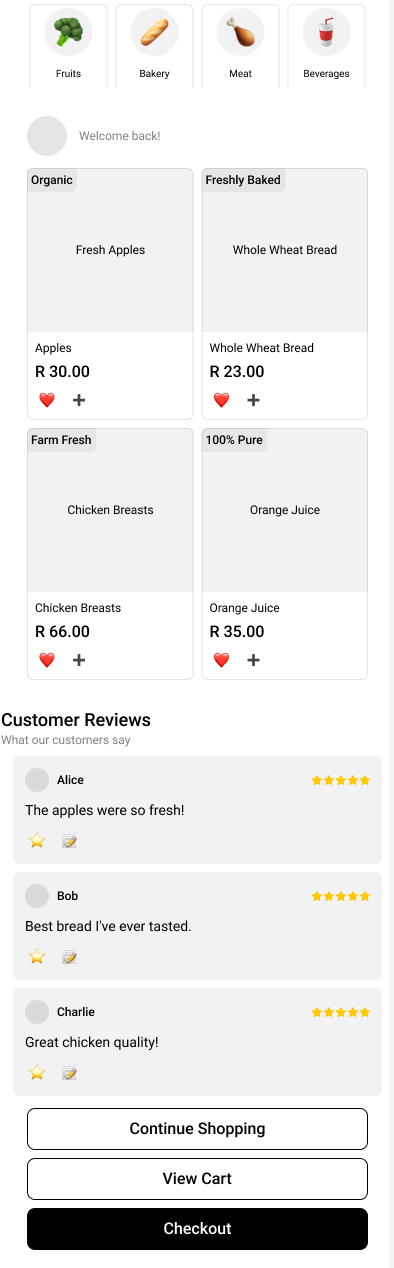 Fruits Bakery Meat Beverages
Welcome back!
Organic
Fresh Apples
Apples
R 30.00
Freshly Baked
Whole Wheat Bread
Whole Wheat Bread
R 23.00
Farm Fresh
Chicken Breasts
Chicken Breasts
R 66.00
100% Pure
Orange Juice
Orange Juice
R 35.00
Customer Reviews
What our customers say
Alice
The apples were so fresh!
Bob
Best bread I've ever tasted.
Charlie
Great chicken quality!
Continue Shopping
View Cart
Checkout